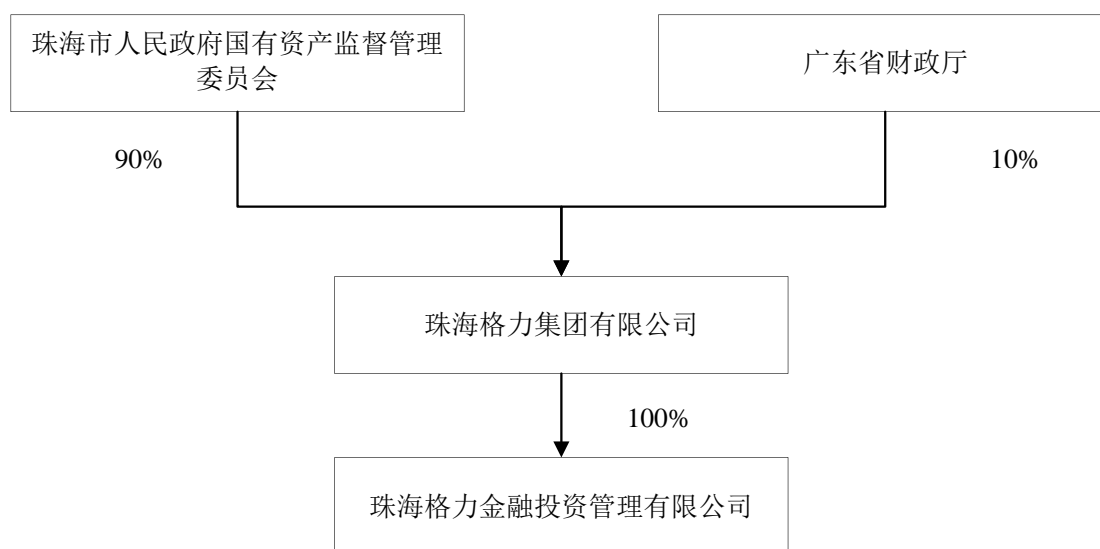 珠海市人民政府国有资产监督管理
委员会
广东省财政厅
90%
10%
珠海格力集团有限公司
100%
珠海格力金融投资管理有限公司